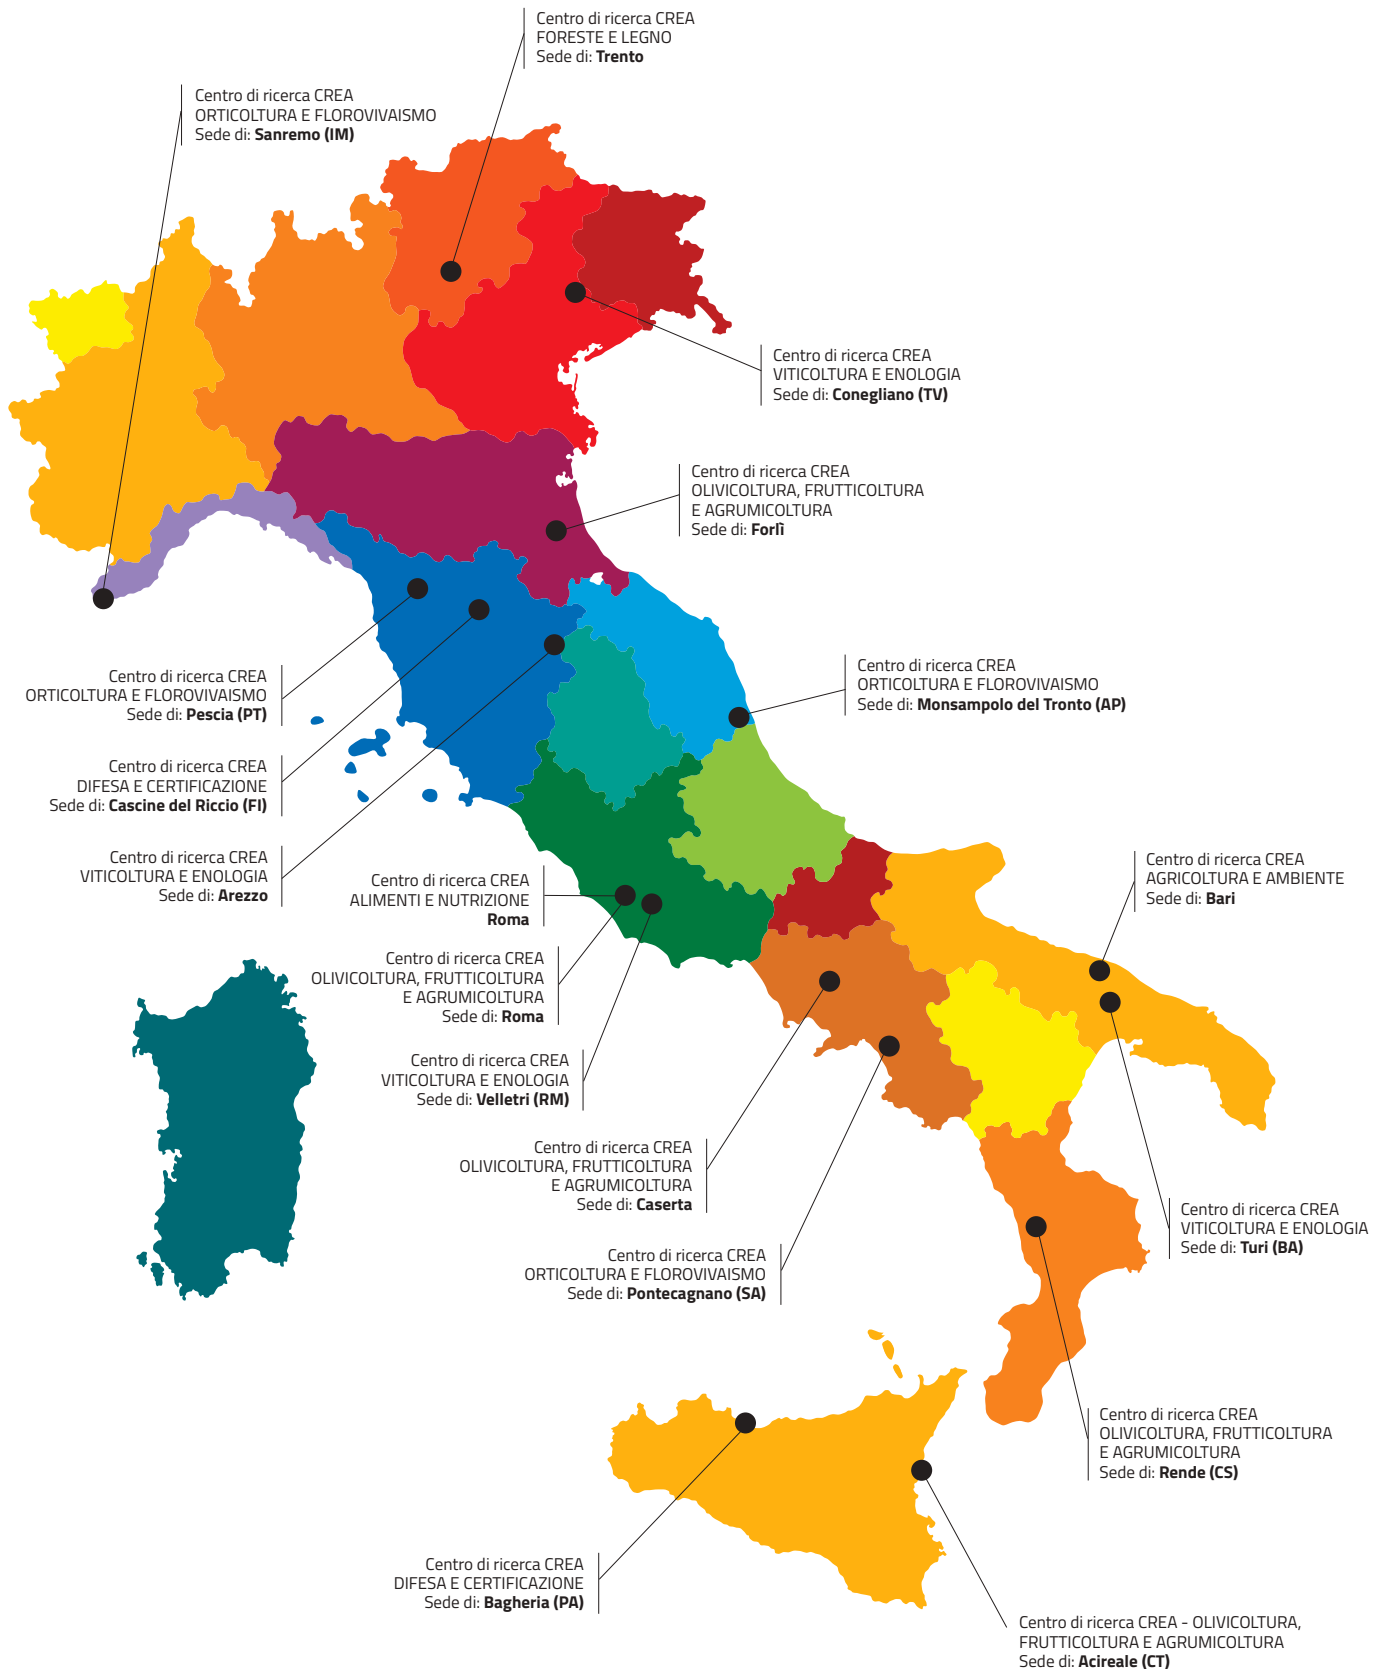 Centro di ricerca CREA
FORESTE E LEGNO
Sede di: Trento
Centro di ricerca CREA
ORTICOLTURA E FLOROVIVAISMO
Sede di: Sanremo (IM)
Centro di ricerca CREA
VITICOLTURA E ENOLOGIA
Sede di: Conegliano (TV)
Centro di ricerca CREA
OLIVICOLTURA, FRUTTICOLTURA
E AGRUMICOLTURA
Sede di: Forlì
Centro di ricerca CREA
ORTICOLTURA E FLOROVIVAISMO
Sede di: Pescia (PT)
Centro di ricerca CREA
ORTICOLTURA E FLOROVIVAISMO
Sede di: Monsampolo del Tronto (AP)
Centro di ricerca CREA
DIFESA E CERTIFICAZIONE
Sede di: Cascine del Riccio (FI)
Centro di ricerca CREA
VITICOLTURA E ENOLOGIA
Sede di: Arezzo
Centro di ricerca CREA
ALIMENTI E NUTRIZIONE
Roma
Centro di ricerca CREA
AGRICOLTURA E AMBIENTE
Sede di: Bari
Centro di ricerca CREA
OLIVICOLTURA, FRUTTICOLTURA
E AGRUMICOLTURA
Sede di: Roma
Centro di ricerca CREA
VITICOLTURA E ENOLOGIA
Sede di: Velletri (RM)
Centro di ricerca CREA
OLIVICOLTURA, FRUTTICOLTURA
E AGRUMICOLTURA
Sede di: Caserta
Centro di ricerca CREA
VITICOLTURA E ENOLOGIA
Sede di: Turi (BA)
Centro di ricerca CREA
ORTICOLTURA E FLOROVIVAISMO
Sede di: Pontecagnano (SA)
Centro di ricerca CREA
OLIVICOLTURA, FRUTTICOLTURA
E AGRUMICOLTURA
Sede di: Rende (CS)
Centro di ricerca CREA
DIFESA E CERTIFICAZIONE
Sede di: Bagheria (PA)
Centro di ricerca CREA - OLIVICOLTURA,
FRUTTICOLTURA E AGRUMICOLTURA
Sede di: Acireale (CT)